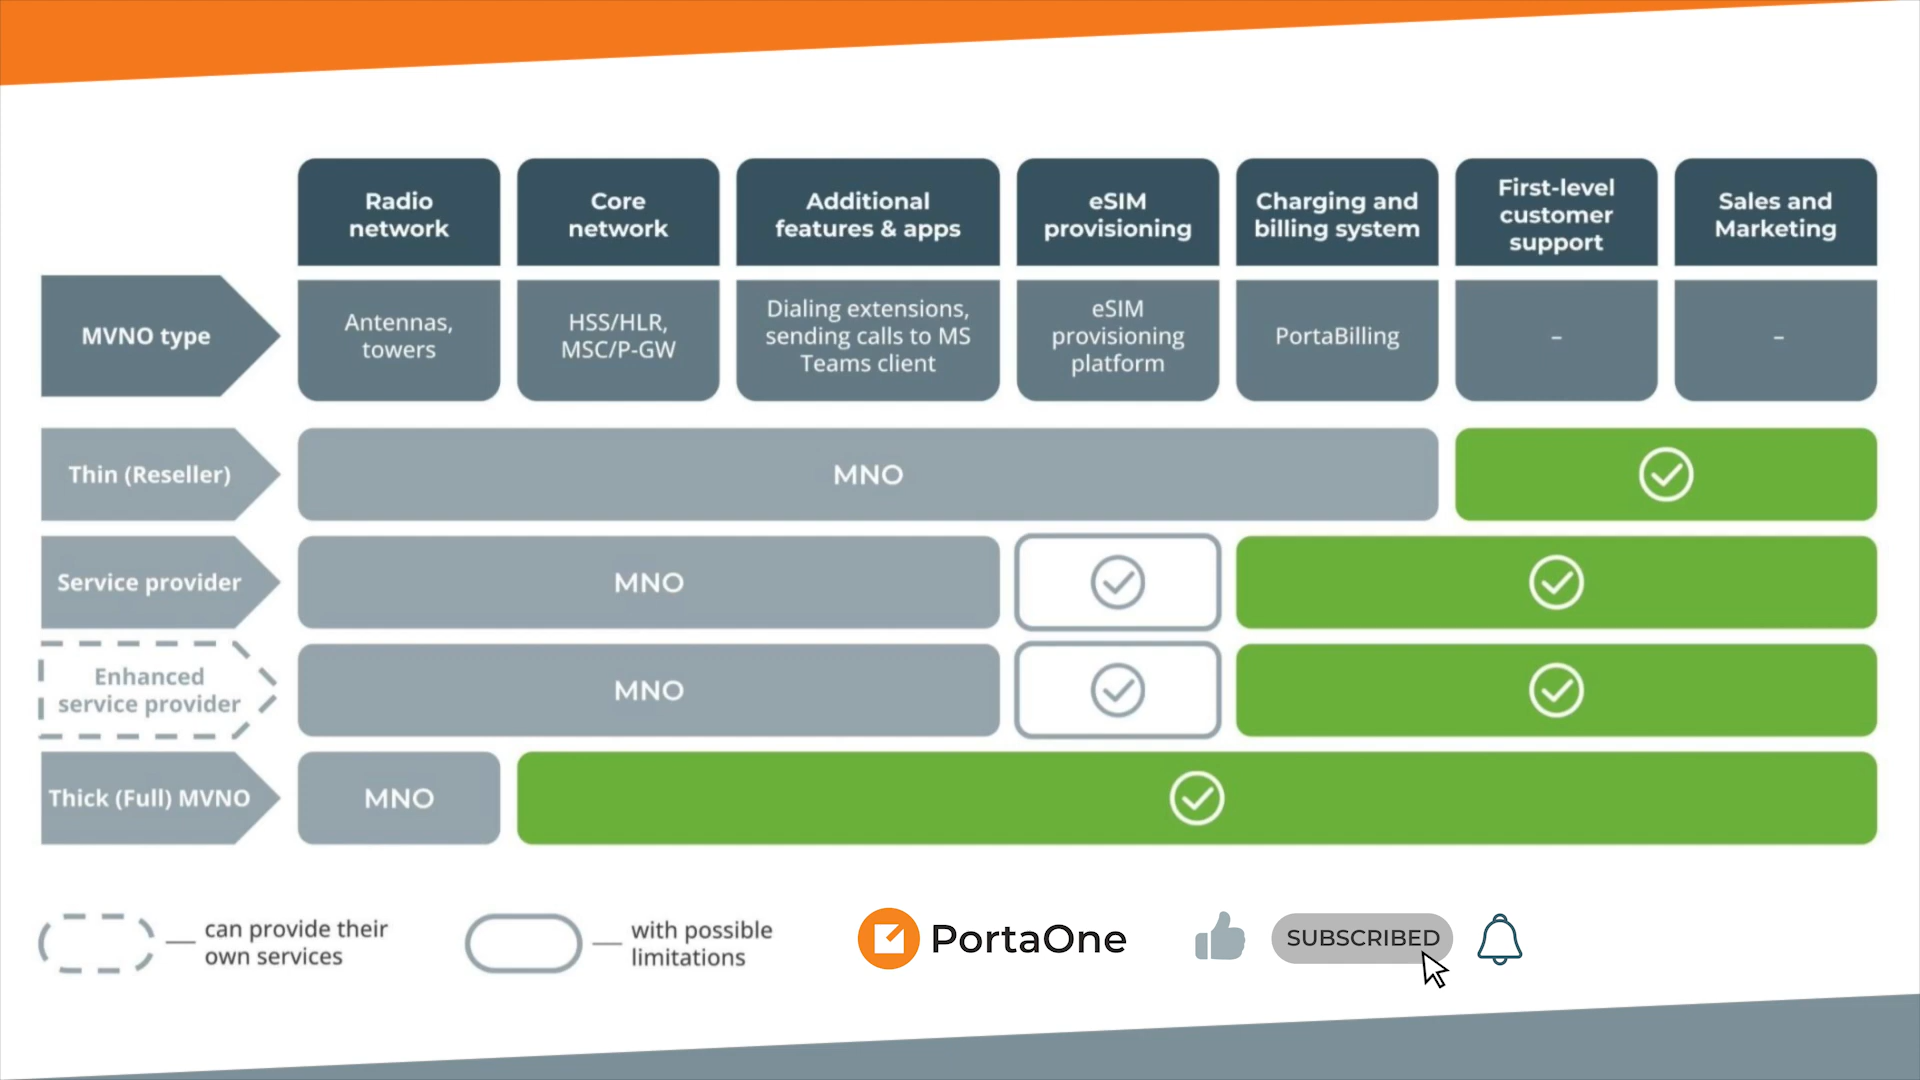 Radio
network
Core
network
Additional
features & apps
eSIM
provisioning
Charging and
billing system
First-level
customer
support
Sales and
Marketing
MVNO type
Antennas,
towers
HSS/HLR,
MSC/P-GW
Dialing extensions,
sending calls to MS
Teams client
eSIM
provisioning
platform
PortaBilling
–
–
Thin (Reseller)
MNO
Service provider
MNO
Enhanced
service provider
MNO
Thick (Full) MVNO
MNO
can provide their
own services
with possible
limitations
PortaOne
SUBSCRIBED